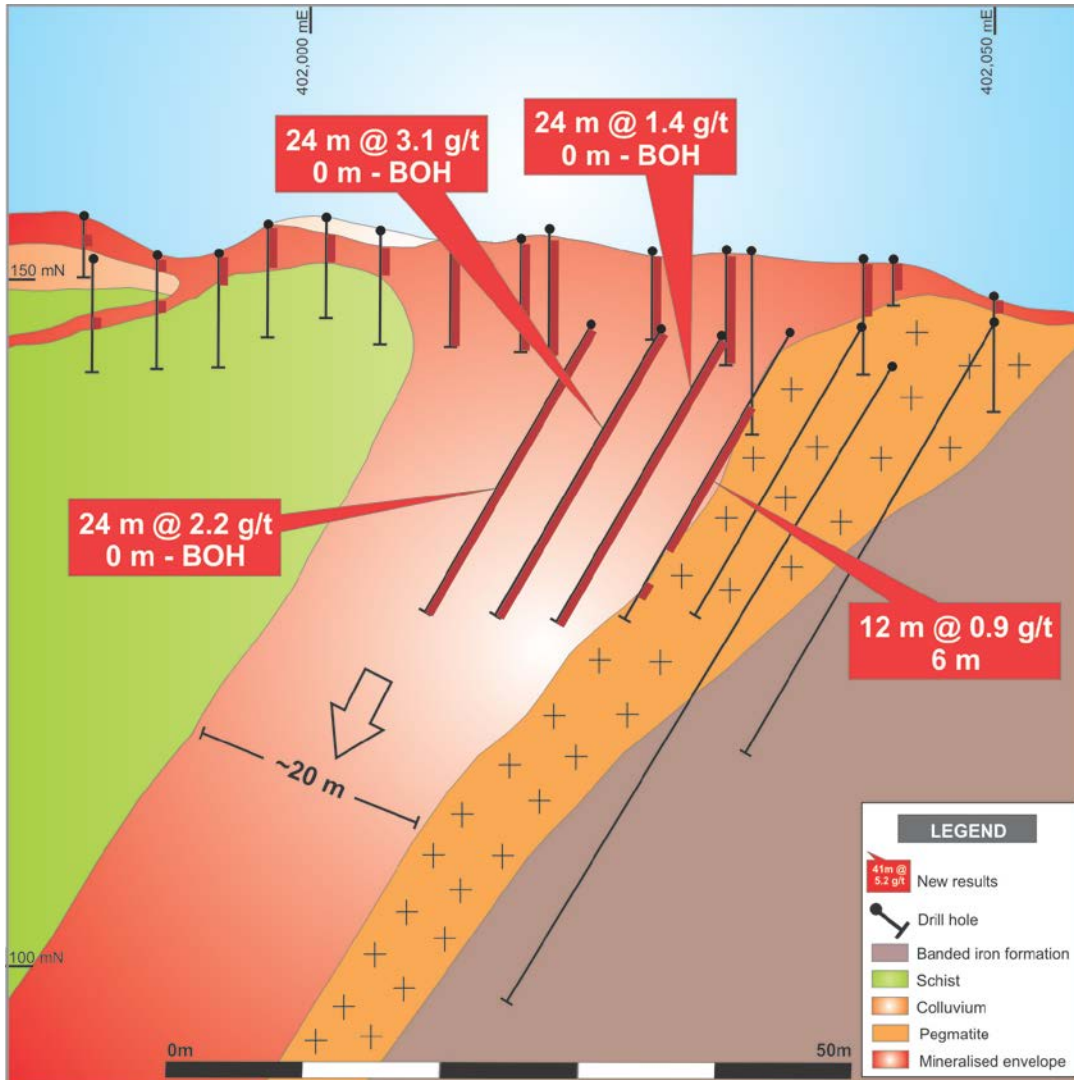 402,000 mE
402,050 mE
24 m @ 3.1 g/t
0 m - BOH
24 m @ 1.4 g/t
0 m - BOH
150 mN
24 m @ 2.2 g/t
0 m - BOH
12 m @ 0.9 g/t
6 m
~20 m
100 mN
LEGEND
41m @
5.2 g/t
New results
Drill hole
Banded iron formation
Schist
Colluvium
Pegmatite
Mineralised envelope
0m
50m